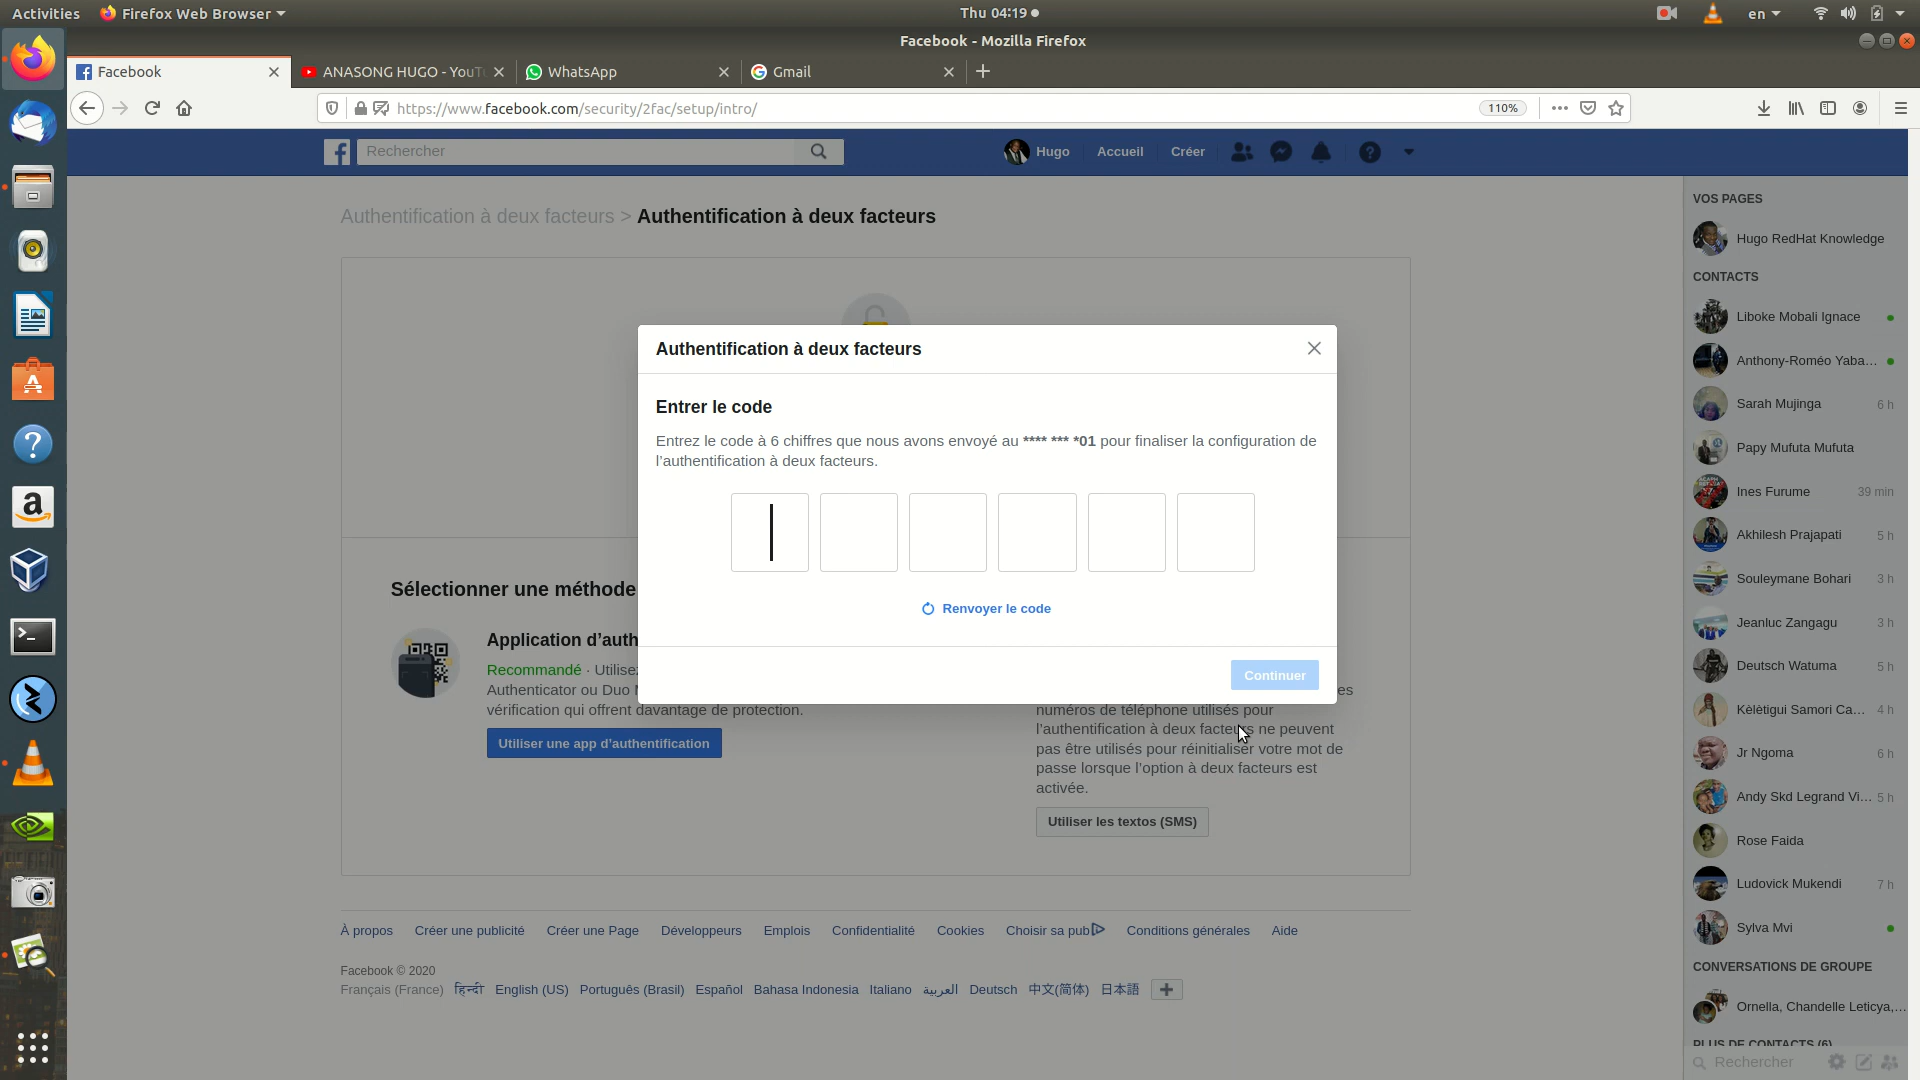 Activities
Firefox Web Browser
Thu 04:19
en
Facebook - Mozilla Firefox
Facebook
ANASONG HUGO - YouT
WhatsApp
Gmail
https://www.facebook.com/security/2fac/setup/intro/
110%
Rechercher
Hugo
Accueil
Créer
Authentification à deux facteurs > Authentification à deux facteurs
Authentification à deux facteurs
Entrer le code
Entrez le code à 6 chiffres que nous avons envoyé au **** *** *01 pour finaliser la configuration de
l’authentification à deux facteurs.
Renvoyer le code
Continuer
Sélectionner une méthode
Application d’auth
Recommandé · Utilisez
Authenticator ou Duo
vérification qui offrent davantage de protection.
Utiliser une app d’authentification
es
numéros de téléphone utilisés pour
l’authentification à deux facteurs ne peuvent
pas être utilisés pour réinitialiser votre mot de
passe lorsque l’option à deux facteurs est
activée.
Utiliser les textos (SMS)
À propos
Créer une publicité
Créer une Page
Développeurs
Emplois
Confidentialité
Cookies
Choisir sa pub
Conditions générales
Aide
Facebook © 2020
Français (France)
हिन्दी
English (US)
Português (Brasil)
Español
Bahasa Indonesia
Italiano
العربية
Deutsch
中文(简体)
日本語
VOS PAGES
Hugo RedHat Knowledge
CONTACTS
Liboke Mobali Ignace
Anthony-Roméo Yaba...
Sarah Mujinga 6 h
Papy Mufuta Mufuta
Ines Furume 39 min
Akhilesh Prajapati 5 h
Souleymane Bohari 3 h
Jeanluc Zangagu 3 h
Deutsch Watuma 5 h
Kèlètigui Samori Ca... 4 h
Jr Ngoma 6 h
Andy Skd Legrand Vi... 5 h
Rose Faida
Ludovick Mukendi 7 h
Sylva Mvi
CONVERSATIONS DE GROUPE
Ornella, Chandelle Leticya,...
PLUS DE CONTACTS (6)
Rechercher